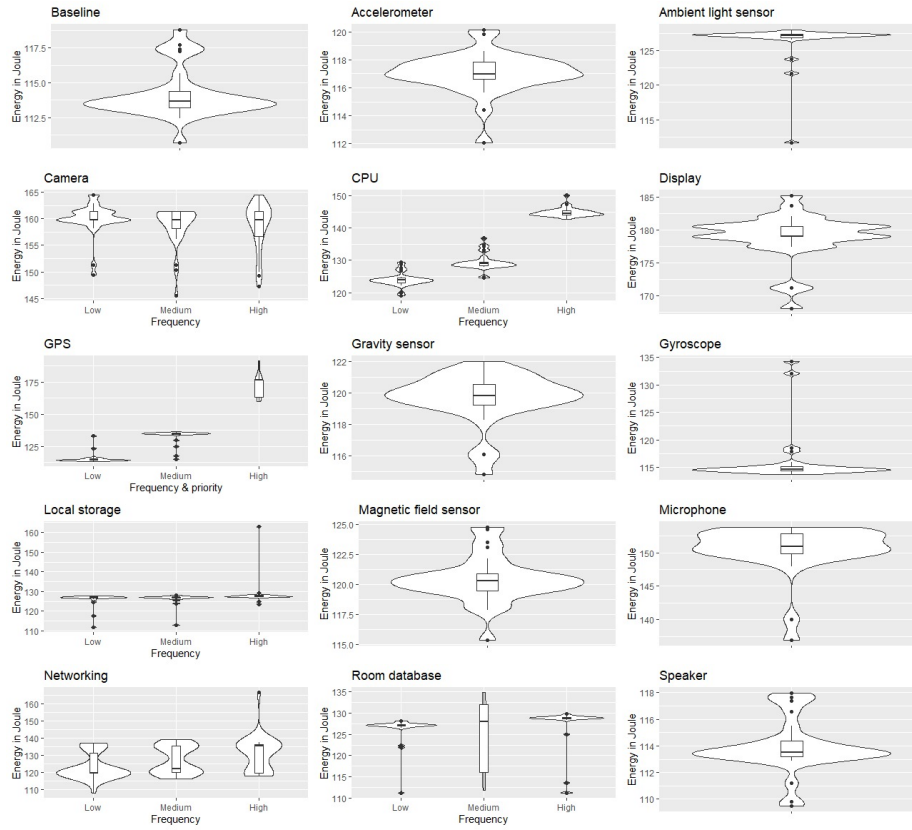 Baseline
Accelerometer
Ambient light sensor
Energy in Joule
117.5
115.0
112.5
Energy in Joule
120
118
116
114
112
Energy in Joule
125
120
115
Camera
CPU
Display
Energy in Joule
165
160
155
150
145
Low
Medium
High
Frequency
Energy in Joule
150
140
130
120
Low
Medium
High
Frequency
Energy in Joule
185
180
175
170
GPS
Gravity sensor
Gyroscope
Energy in Joule
175
150
125
Low
Medium
High
Frequency & priority
Energy in Joule
122
120
118
116
Energy in Joule
135
130
125
120
115
Local storage
Magnetic field sensor
Microphone
Energy in Joule
160
150
140
130
120
110
Low
Medium
High
Frequency
Energy in Joule
125.0
122.5
120.0
117.5
115.0
Energy in Joule
150
145
140
Networking
Room database
Speaker
Energy in Joule
160
150
140
130
120
110
Low
Medium
High
Frequency
Energy in Joule
135
130
125
120
115
110
Low
Medium
High
Frequency
Energy in Joule
118
116
114
112
110